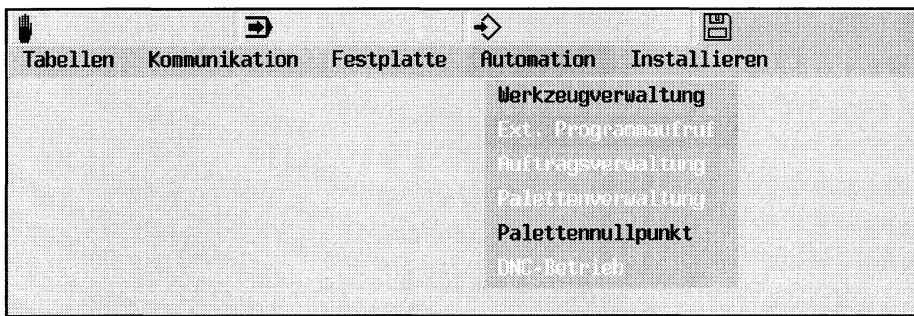 Tabellen Kommunikation Festplatte Automation Installieren
Werkzeugverwaltung
Ext. Programmaufruf
Auftragsverwaltung
Palettenverwaltung
Palettennullpunkt
DNC-Betrieb